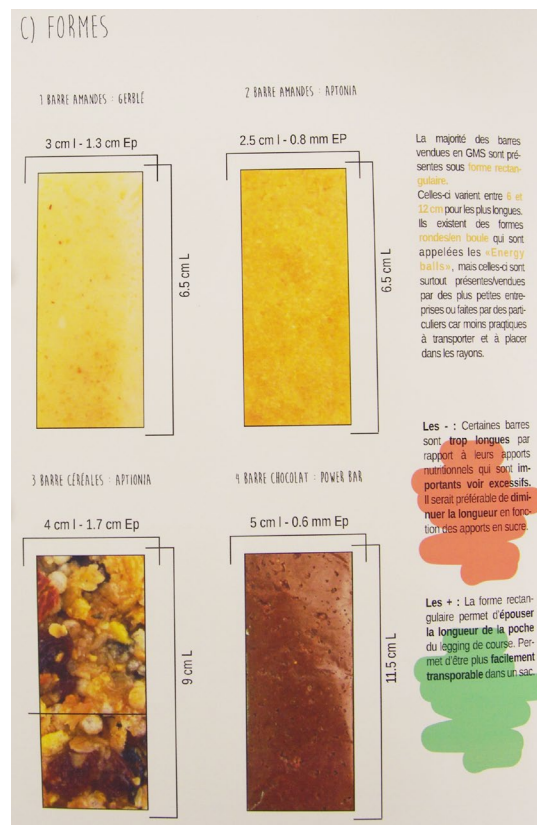 C) FORMES
1 BARRE AMANDES : GERBLÉ
3 cm l - 1.3 cm Ep
6.5 cm L
2 BARRE AMANDES : APTONIA
2.5 cm l - 0.8 mm EP
6.5 cm L
La majorité des barres
vendues en GMS sont pré-
sentes sous forme rectan-
gulaire.
Celles-ci varient entre 6 et
12 cm pour les plus longues.
Ils existent des formes
rondes/en boule qui sont
appelées les «Energy
balls», mais celles-ci sont
surtout présentes/vendues
par des plus petites entre-
prises ou faites par des parti-
culiers car moins praqtiques
à transporter et à placer
dans les rayons.
3 BARRE CÉRÉALES : APTIONIA
4 cm l - 1.7 cm Ep
9 cm L
4 BARRE CHOCOLAT : POWER BAR
5 cm l - 0.6 mm Ep
11.5 cm L
Les - : Certaines barres
sont trop longues par
rapport à leurs apports
nutritionnels qui sont im-
portants voir excessifs.
Il serait préférable de dimi-
nuer la longueur en fonc-
tion des apports en sucre.
Les + : La forme rectan-
gulaire permet d'épouser
la longueur de la poche
du legging de course. Per-
met d'être plus facilement
transporable dans un sac.